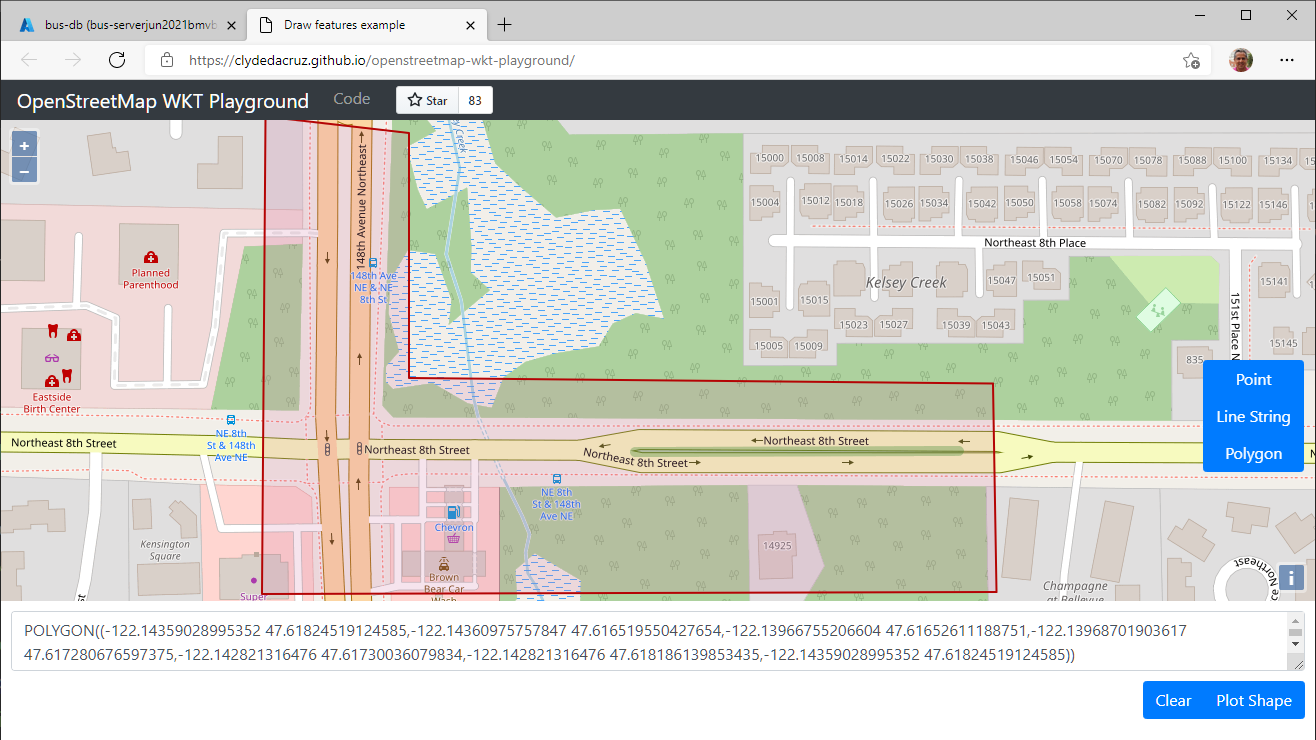 bus-db (bus-serverjun2021bmvb
Draw features example
https://clydedacruz.github.io/openstreetmap-wkt-playground/
OpenStreetMap WKT Playground
Code
Star
83
+
−
y Creek
148th Avenue Northeast
15000
15008
15014
15022
15030
15038
15046
15054
15070
15078
15088
15100
15134
15004
15012
15018
15026
15034
15042
15050
15058
15074
15082
15092
15122
15146
Northeast 8th Place
Planned
Parenthood
148th Ave
NE & NE
8th St
Kelsey Creek
15047
15051
15141
15001
15015
15023
15027
15039
15043
151st Place N
15005
15009
15145
835
Eastside
Birth Center
NE 8th
St & 148th
Ave NE
Northeast 8th Street
Northeast 8th Street
Northeast 8th Street
Northeast 8th Street
N
NE 8th
St & 148th
Ave NE
Chevron
Kensington
Square
14925
Brown
Bear Car
Wash
Super
st
Champagne
at Bellevue
ce Northeast
Point
Line String
Polygon
i
POLYGON((-122.14359028995352 47.61824519124585,-122.14360975757847 47.616519550427654,-122.13966755206604 47.61652611188751,-122.13968701903617
47.617280676597375,-122.142821316476 47.61730036079834,-122.142821316476 47.618186139853435,-122.14359028995352 47.61824519124585))
Clear
Plot Shape